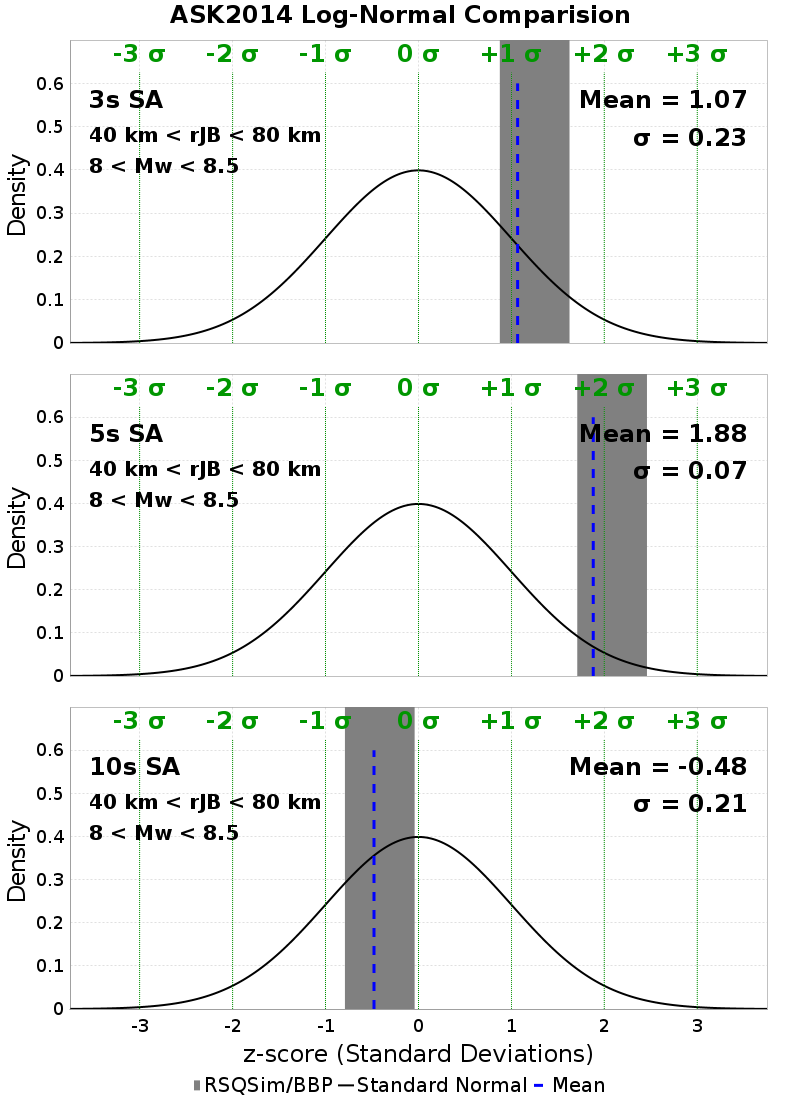 ASK2014 Log-Normal Comparision
-3 σ -2 σ -1 σ 0 σ +1 σ +2 σ +3 σ
3s SA
Mean = 1.07
40 km < rJB < 80 km
σ = 0.23
8 < Mw < 8.5
0.6
0.5
0.4
0.3
0.2
0.1
0
Density
-3 σ -2 σ -1 σ 0 σ +1 σ +2 σ +3 σ
5s SA
Mean = 1.88
40 km < rJB < 80 km
σ = 0.07
8 < Mw < 8.5
0.6
0.5
0.4
0.3
0.2
0.1
0
Density
-3 σ -2 σ -1 σ 0 σ +1 σ +2 σ +3 σ
10s SA
Mean = -0.48
40 km < rJB < 80 km
σ = 0.21
8 < Mw < 8.5
0.6
0.5
0.4
0.3
0.2
0.1
0
Density
-3 -2 -1 0 1 2 3
z-score (Standard Deviations)
RSQSim/BBP Standard Normal Mean